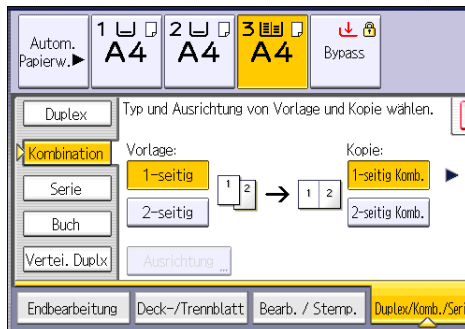 Autom.
Papierw.▶
1
A4
2
A4
3
A4
Bypass
Duplex
Typ und Ausrichtung von Vorlage und Kopie wählen.
Kombination
Vorlage:
Kopie:
1-seitig
1 2
1 2
1-seitig Komb.
Serie
2-seitig
2-seitig Komb.
Buch
Vertei. Duplx
Ausrichtung ...
Endbearbeitung
Deck-/Trennblatt
Bearb. / Stemp.
Duplex/Komb./Seri